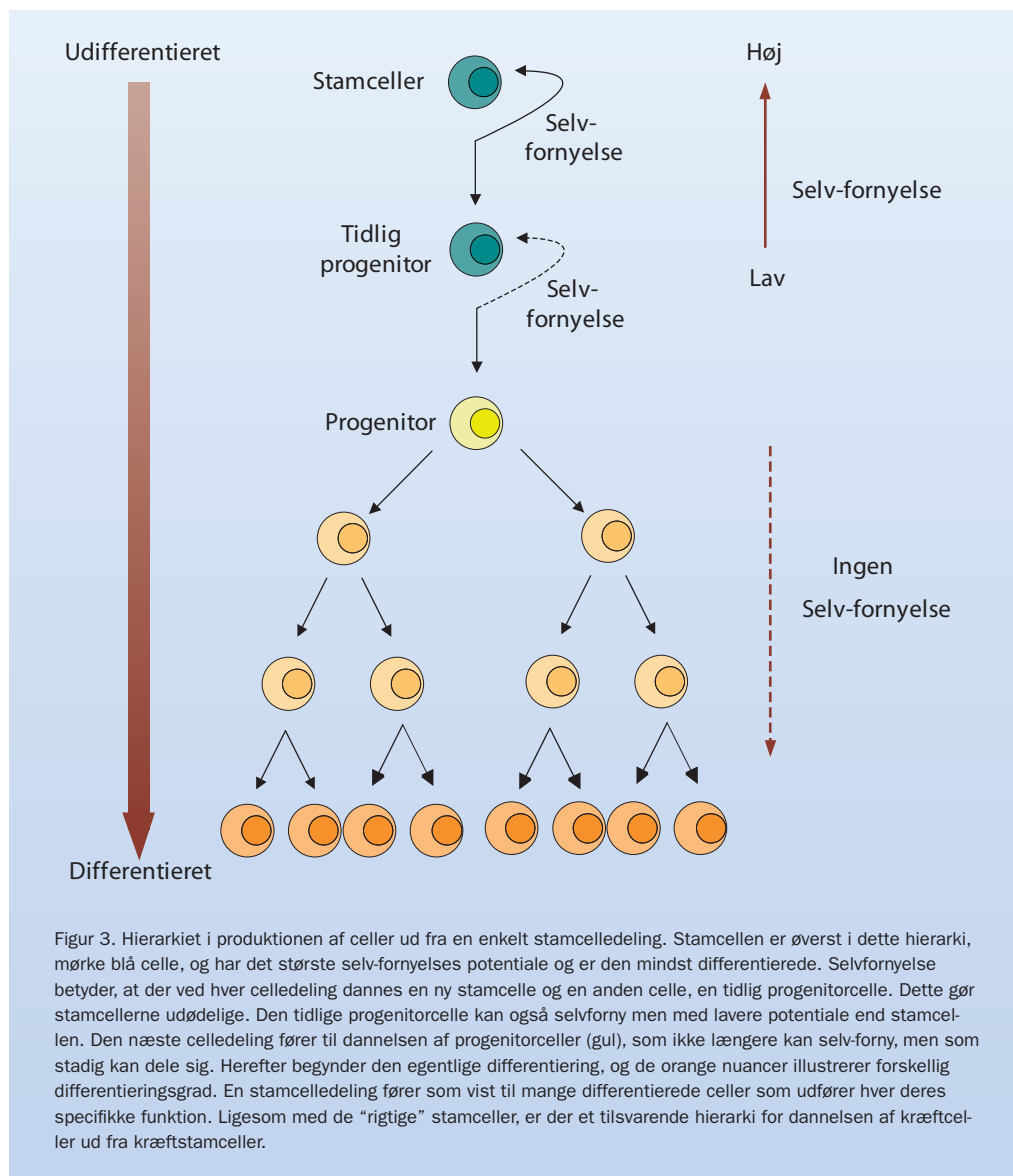 Udifferentieret
Stamceller
Høj
Selv-
fornyelse
Selv-fornyelse
Tidlig
progenitor
Lav
Selv-
fornyelse
Progenitor
Ingen
Selv-fornyelse
Differentieret
Figur 3. Hierarkiet i produktionen af celler ud fra en enkelt stamcelledeling. Stamcellen er øverst i dette hierarki,
mørke blå celle, og har det største selv-fornyelses potentiale og er den mindst differentierede. Selvfornyelse
betyder, at der ved hver celledeling dannes en ny stamcelle og en anden celle, en tidlig progenitorcelle. Dette gør
stamcellerne udødelige. Den tidlige progenitorcelle kan også selvforny men med lavere potentiale end stamcel-
len. Den næste celledeling fører til dannelsen af progenitorceller (gul), som ikke længere kan selv-forny, men som
stadig kan dele sig. Herefter begynder den egentlige differentiering, og de orange nuancer illustrerer forskellig
differentieringsgrad. En stamcelledeling fører som vist til mange differentierede celler som udfører hver deres
specifikke funktion. Ligesom med de “rigtige” stamceller, er der et tilsvarende hierarki for dannelsen af kræftcel-
ler ud fra kræftstamceller.